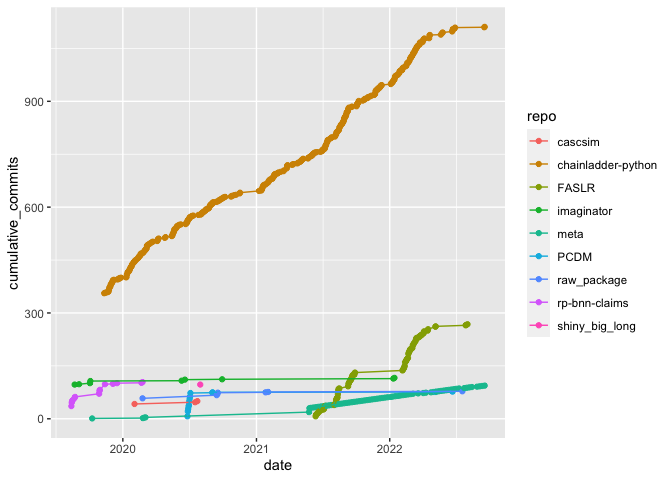 cumulative_commits
900
600
300
0
2020
2021
2022
date
repo
cascsim
chainladder-python
FASLR
imaginator
meta
PCDM
raw_package
rp-bnn-claims
shiny_big_long